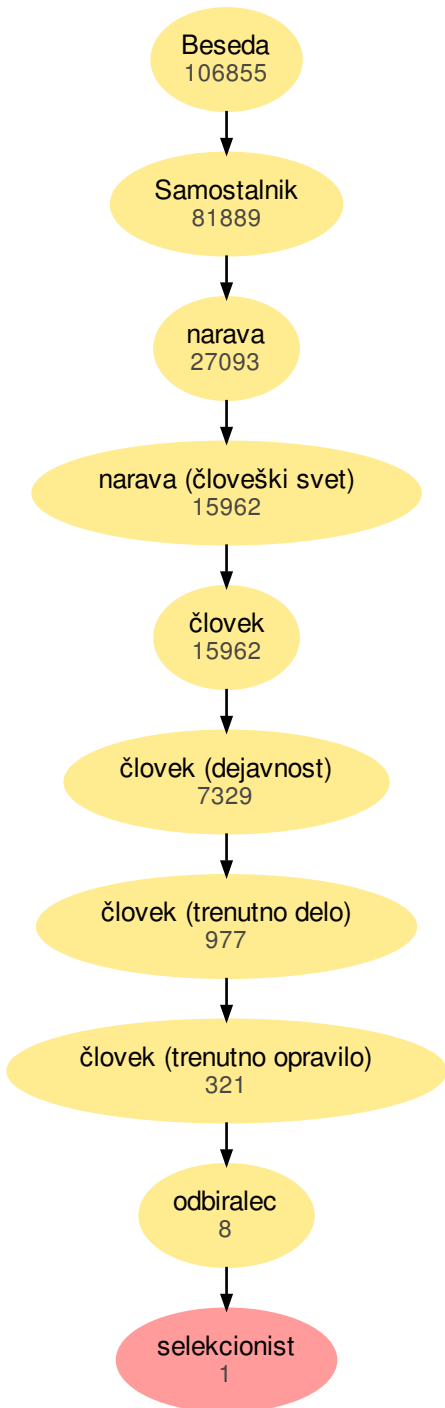 Beseda
106855
Samostalnik
81889
narava
27093
narava (človeški svet)
15962
človek
15962
človek (dejavnost)
7329
človek (trenutno delo)
977
človek (trenutno opravilo)
321
odbiralec
8
selekcionist
1